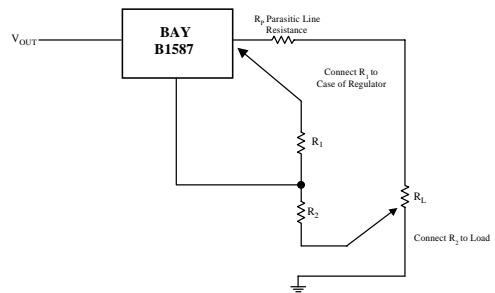 R_P Parasitic Line
Resistance
BAY
B1587
V_OUT
Connect R_1 to
Case of Regulator
R_1
R_2
R_L
Connect R_2 to Load